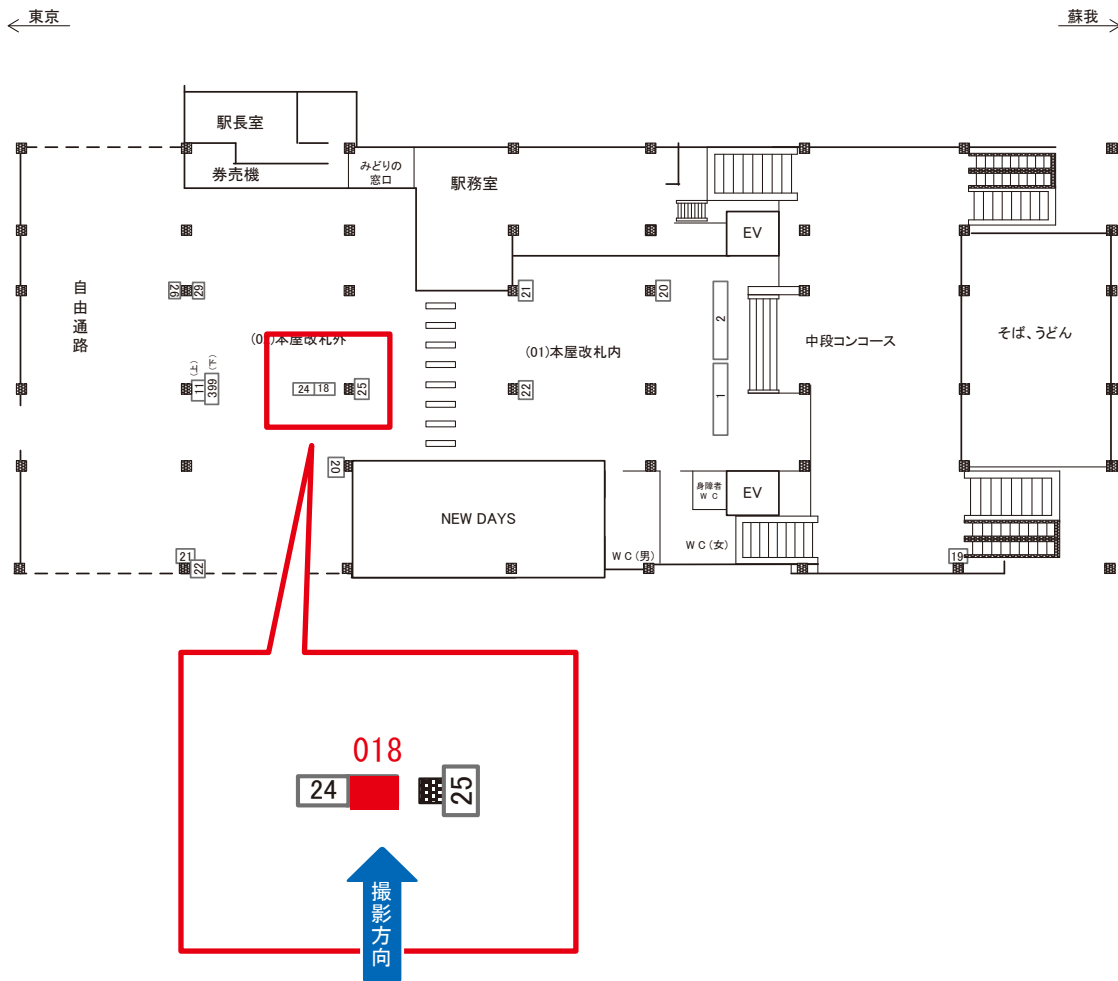 東京
蘇我
駅長室
券売機
みどりの
窓口
駅務室
EV
自由通路
26
29
21
20
2
(02)本屋改札外
(01)本屋改札内
中段コンコース
そば、うどん
11
(上)
399
(下)
24
18
25
22
1
20
NEW DAYS
身障者
WC
EV
WC(男)
WC(女)
21
22
19
018
24
25
撮影方向